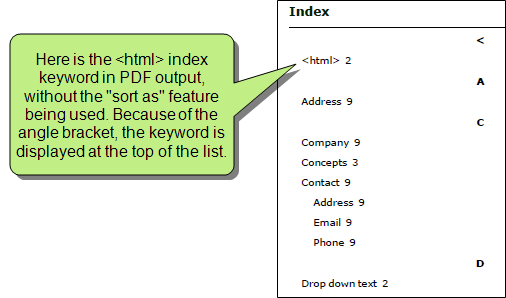 Here is the <html> index
keyword in PDF output,
without the "sort as" feature
being used. Because of the
angle bracket, the keyword is
displayed at the top of the list.
Index
<
<html> 2
A
Address 9
C
Company 9
Concepts 3
Contact 9
Address 9
Email 9
Phone 9
D
Drop down text 2